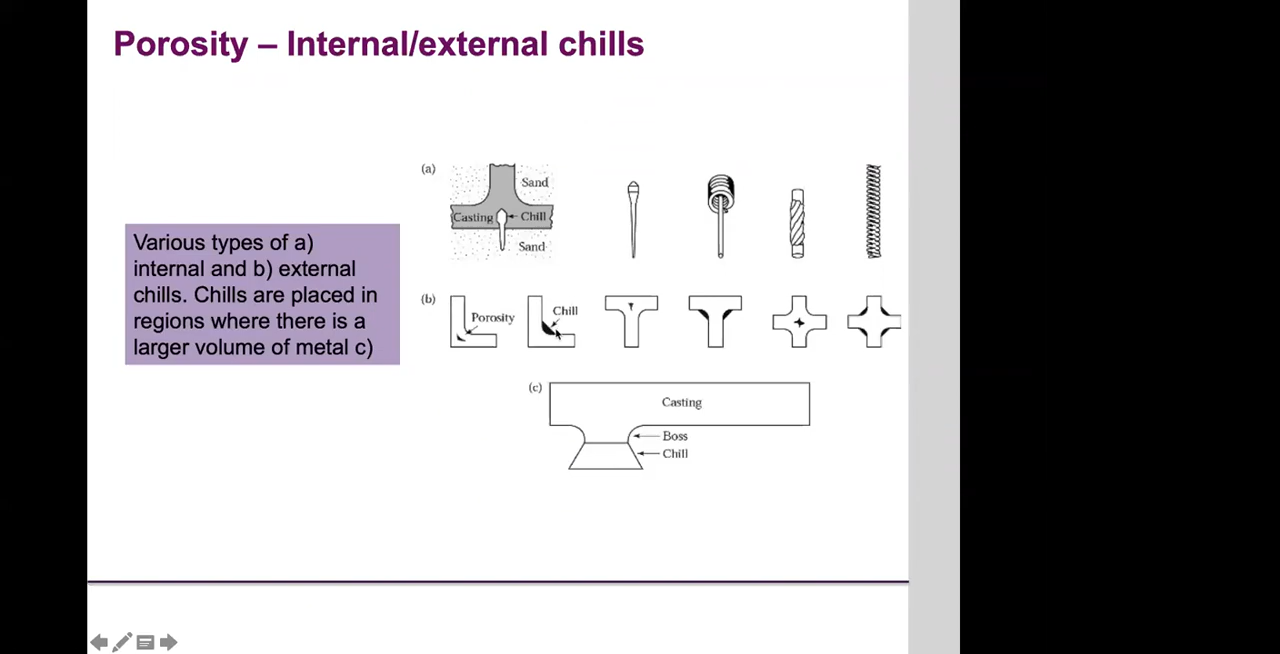 Porosity – Internal/external chills
Various types of a)
internal and b) external
chills. Chills are placed in
regions where there is a
larger volume of metal c)
(a)
Sand
Casting
Chill
Sand
(b)
Porosity
Chill
(c)
Casting
Boss
Chill